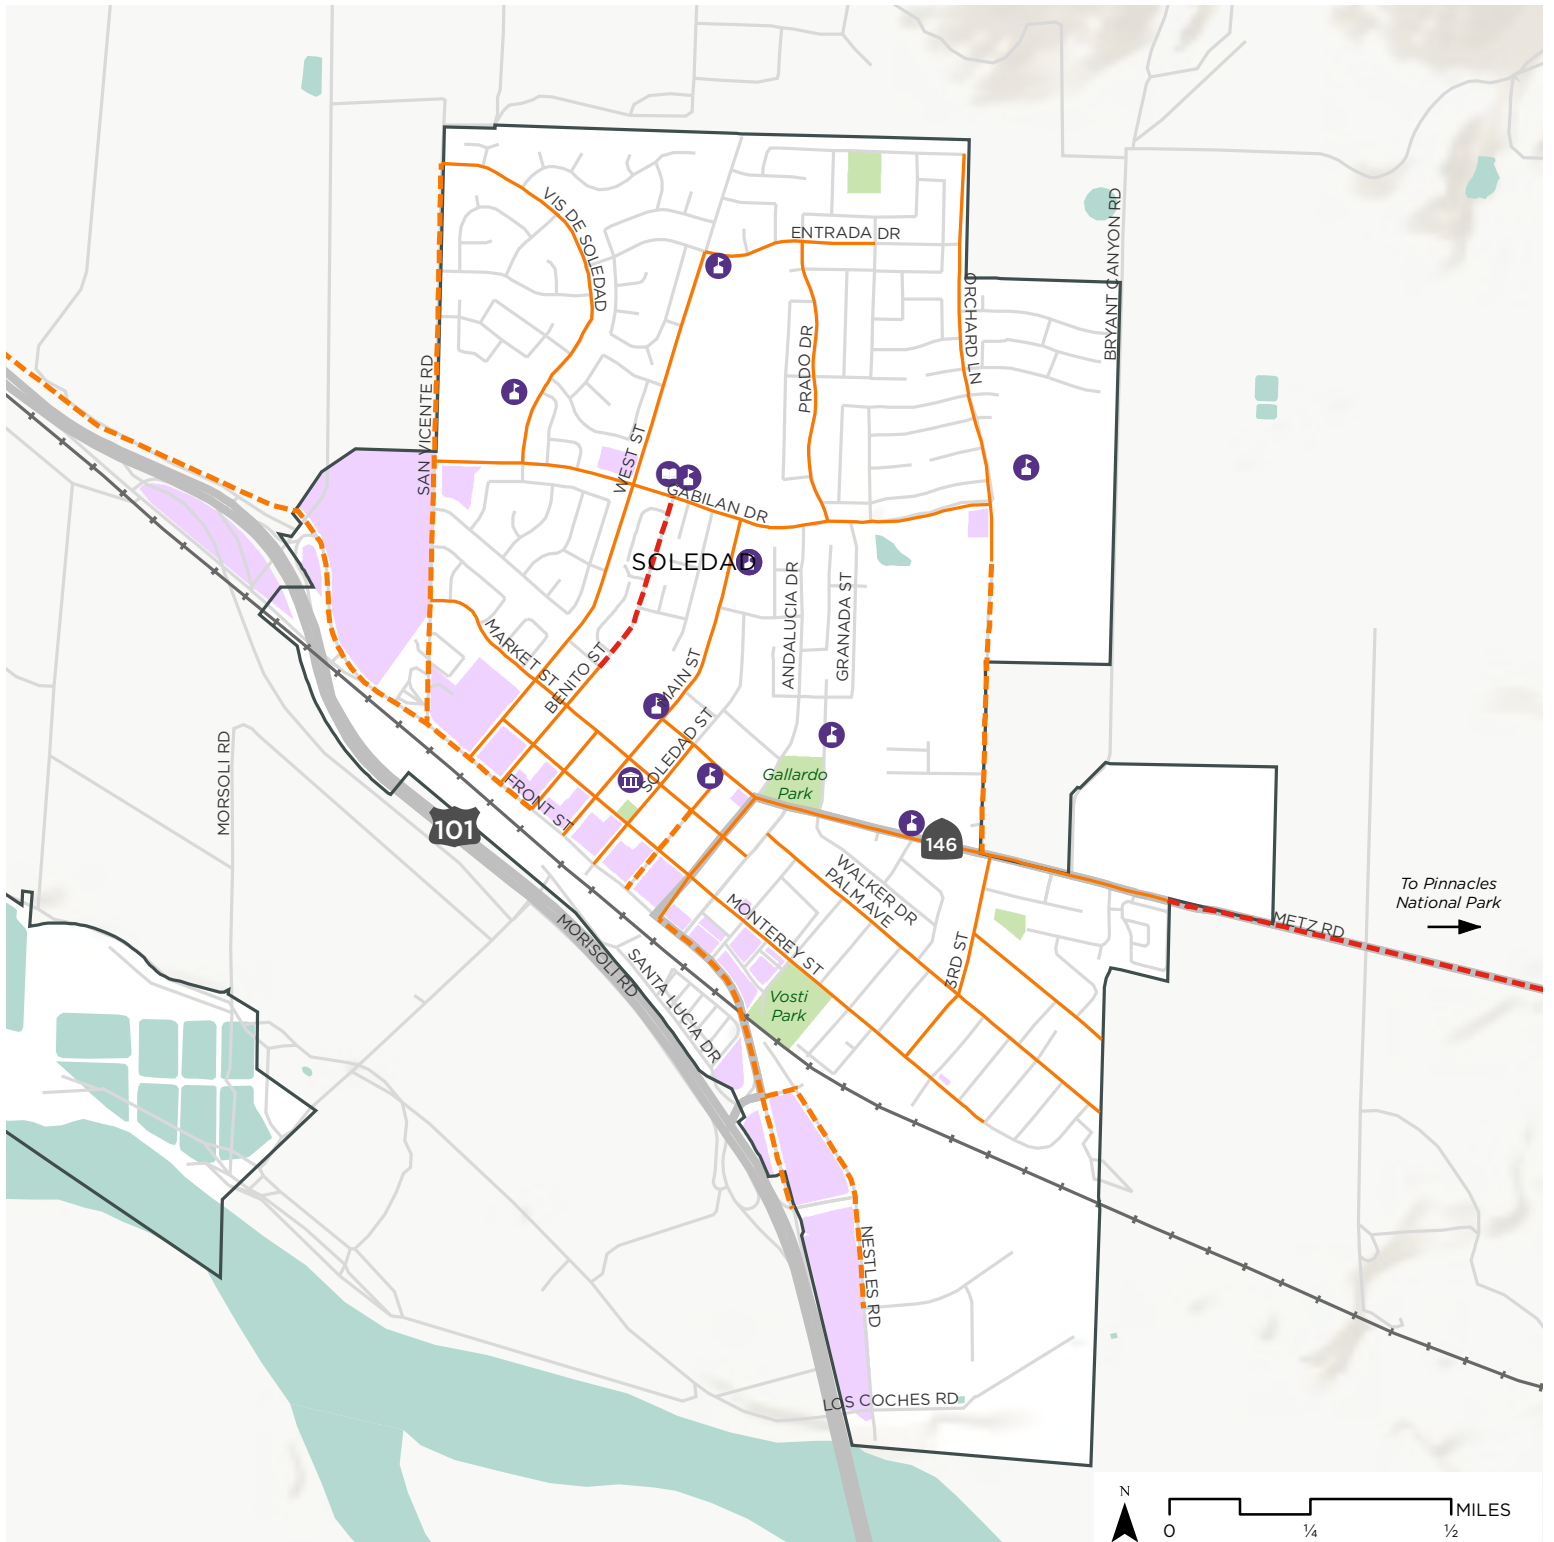 VIS DE SOLEDAD
ENTRADA DR
BRYANT CANYON RD
ORCHARD LN
PRADO DR
SAN VICENTE RD
WEST ST
GABILAN DR
SOLEDAD
ANDALUCIA DR
GRANADA ST
MARKET ST
BENITO ST
MAIN ST
SOLEDAD ST
Gallardo
Park
MORSOLI RD
FRONT ST
101
146
WALKER DR
PALM AVE
To Pinnacles
National Park
METZ RD
MONTEREY ST
MORISOLI RD
SANTA LUCIA DR
3RD ST
Vosti
Park
NESTLES RD
LOS COCHES RD
N
MILES
0
¼
½